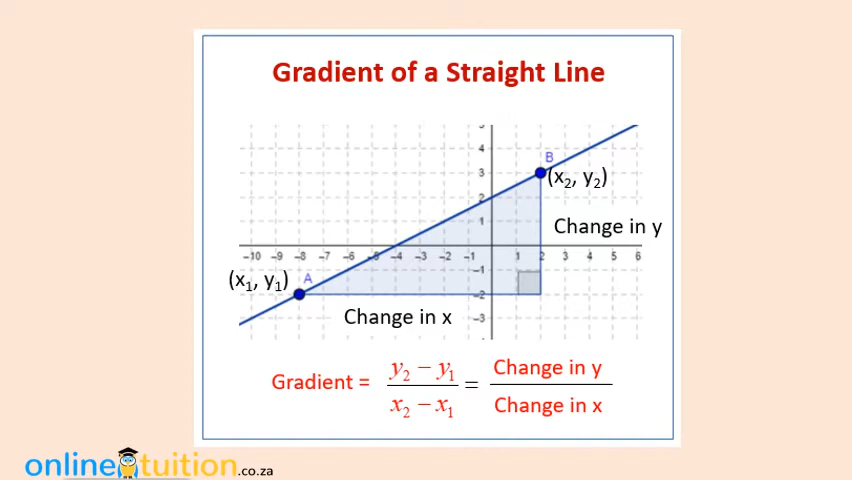 Gradient of a Straight Line
5
4
B
3
(x₂, y₂)
2
1
Change in y
−10 −9 −8 −7 −6 −5 −4 −3 −2 −1 1 2 3 4 5 6
−1
(x₁, y₁) A
−2
Change in x
−3
Gradient = y₂ − y₁ / x₂ − x₁ = Change in y / Change in x
online tuition.co.za